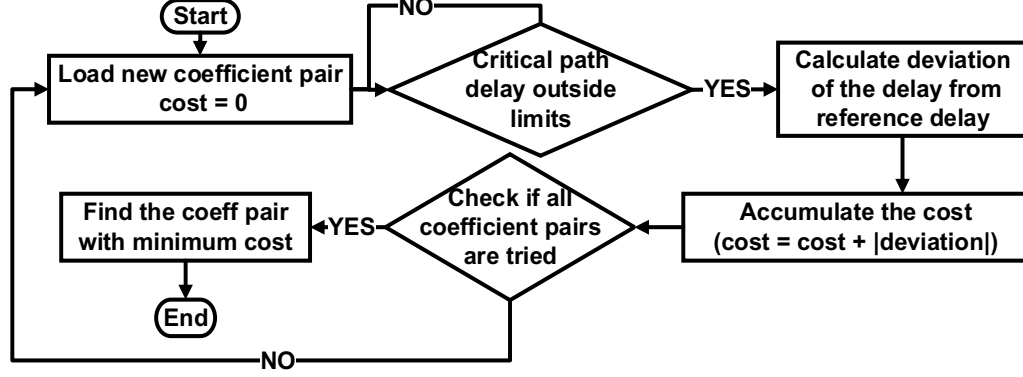 NO
Start
Load new coefficient pair
cost = 0
Critical path
delay outside
limits
YES
Calculate deviation
of the delay from
reference delay
Accumulate the cost
(cost = cost + |deviation|)
Check if all
coefficient pairs
are tried
YES
Find the coeff pair
with minimum cost
End
NO